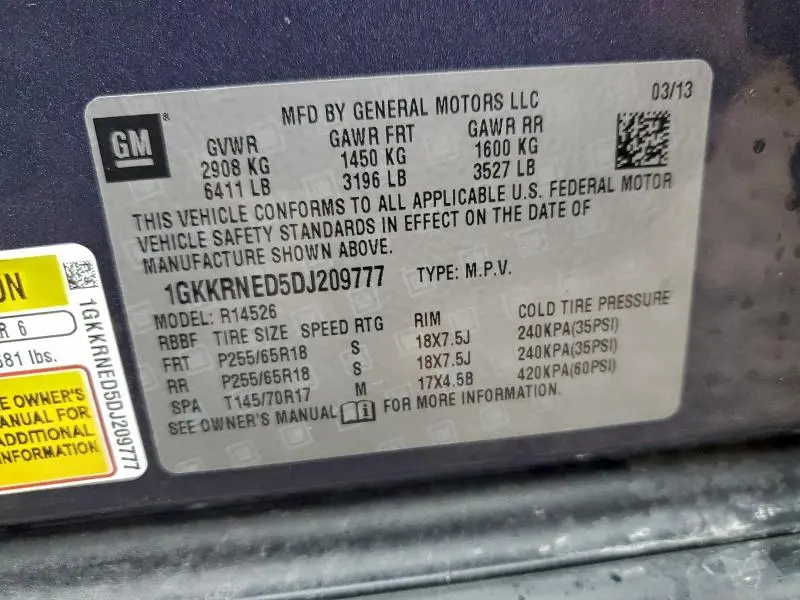 MFD BY GENERAL MOTORS LLC
03/13
GM
®
GVWR GAWR FRT GAWR RR
2908 KG 1450 KG 1600 KG
6411 LB 3196 LB 3527 LB
THIS VEHICLE CONFORMS TO ALL APPLICABLE U.S. FEDERAL MOTOR
VEHICLE SAFETY STANDARDS IN EFFECT ON THE DATE OF
MANUFACTURE SHOWN ABOVE.
1GKKRNED5DJ209777 TYPE: M.P.V.
MODEL: R14526
RBBF TIRE SIZE SPEED RTG RIM COLD TIRE PRESSURE
FRT P255/65R18 S 18X7.5J 240KPA(35PSI)
RR P255/65R18 S 18X7.5J 240KPA(35PSI)
SPA T145/70R17 M 17X4.5B 420KPA(60PSI)
SEE OWNER'S MANUAL i FOR MORE INFORMATION.
ON
R 6
681 lbs.
E OWNER'S
ANUAL FOR
ADDITIONAL
INFORMATION
1GKKRNED5DJ209777